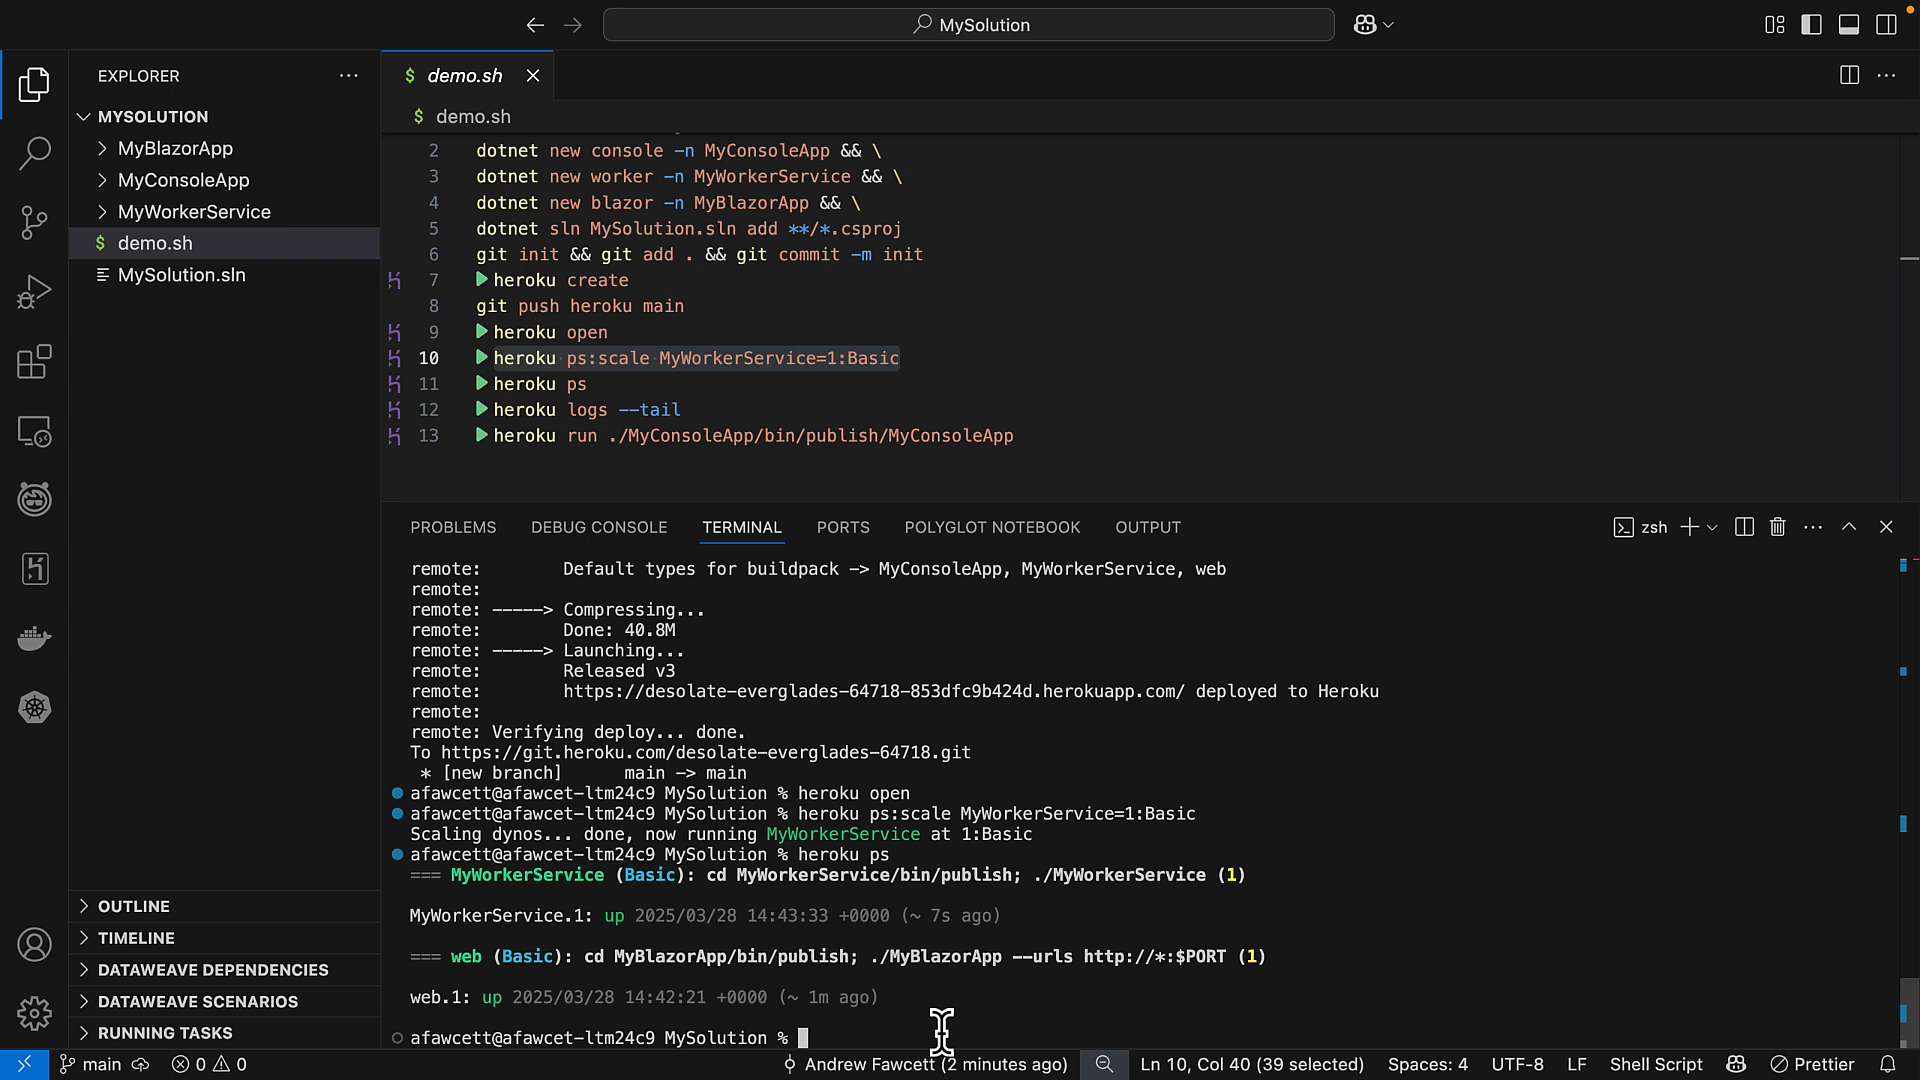 MySolution
EXPLORER
MYSOLUTION
MyBlazorApp
MyConsoleApp
MyWorkerService
$ demo.sh
MySolution.sln
OUTLINE
TIMELINE
DATAWEAVE DEPENDENCIES
DATAWEAVE SCENARIOS
RUNNING TASKS
$ demo.sh
$ demo.sh
2 dotnet new console -n MyConsoleApp && \
3 dotnet new worker -n MyWorkerService && \
4 dotnet new blazor -n MyBlazorApp && \
5 dotnet sln MySolution.sln add **/*.csproj
6 git init && git add . && git commit -m init
7 heroku create
8 git push heroku main
9 heroku open
10 heroku ps:scale MyWorkerService=1:Basic
11 heroku ps
12 heroku logs --tail
13 heroku run ./MyConsoleApp/bin/publish/MyConsoleApp
PROBLEMS DEBUG CONSOLE TERMINAL PORTS POLYGLOT NOTEBOOK OUTPUT zsh
remote: Default types for buildpack -> MyConsoleApp, MyWorkerService, web
remote:
remote: -----> Compressing...
remote: Done: 40.8M
remote: -----> Launching...
remote: Released v3
remote: https://desolate-everglades-64718-853dfc9b424d.herokuapp.com/ deployed to Heroku
remote:
remote: Verifying deploy... done.
To https://git.heroku.com/desolate-everglades-64718.git
* [new branch] main -> main
afawcett@afawcet-ltm24c9 MySolution % heroku open
afawcett@afawcet-ltm24c9 MySolution % heroku ps:scale MyWorkerService=1:Basic
Scaling dynos... done, now running MyWorkerService at 1:Basic
afawcett@afawcet-ltm24c9 MySolution % heroku ps
=== MyWorkerService (Basic): cd MyWorkerService/bin/publish; ./MyWorkerService (1)
MyWorkerService.1: up 2025/03/28 14:43:33 +0000 (~ 7s ago)
=== web (Basic): cd MyBlazorApp/bin/publish; ./MyBlazorApp --urls http://*:$PORT (1)
web.1: up 2025/03/28 14:42:21 +0000 (~ 1m ago)
afawcett@afawcet-ltm24c9 MySolution %
main 0 0 Andrew Fawcett (2 minutes ago) Ln 10, Col 40 (39 selected) Spaces: 4 UTF-8 LF Shell Script Prettier